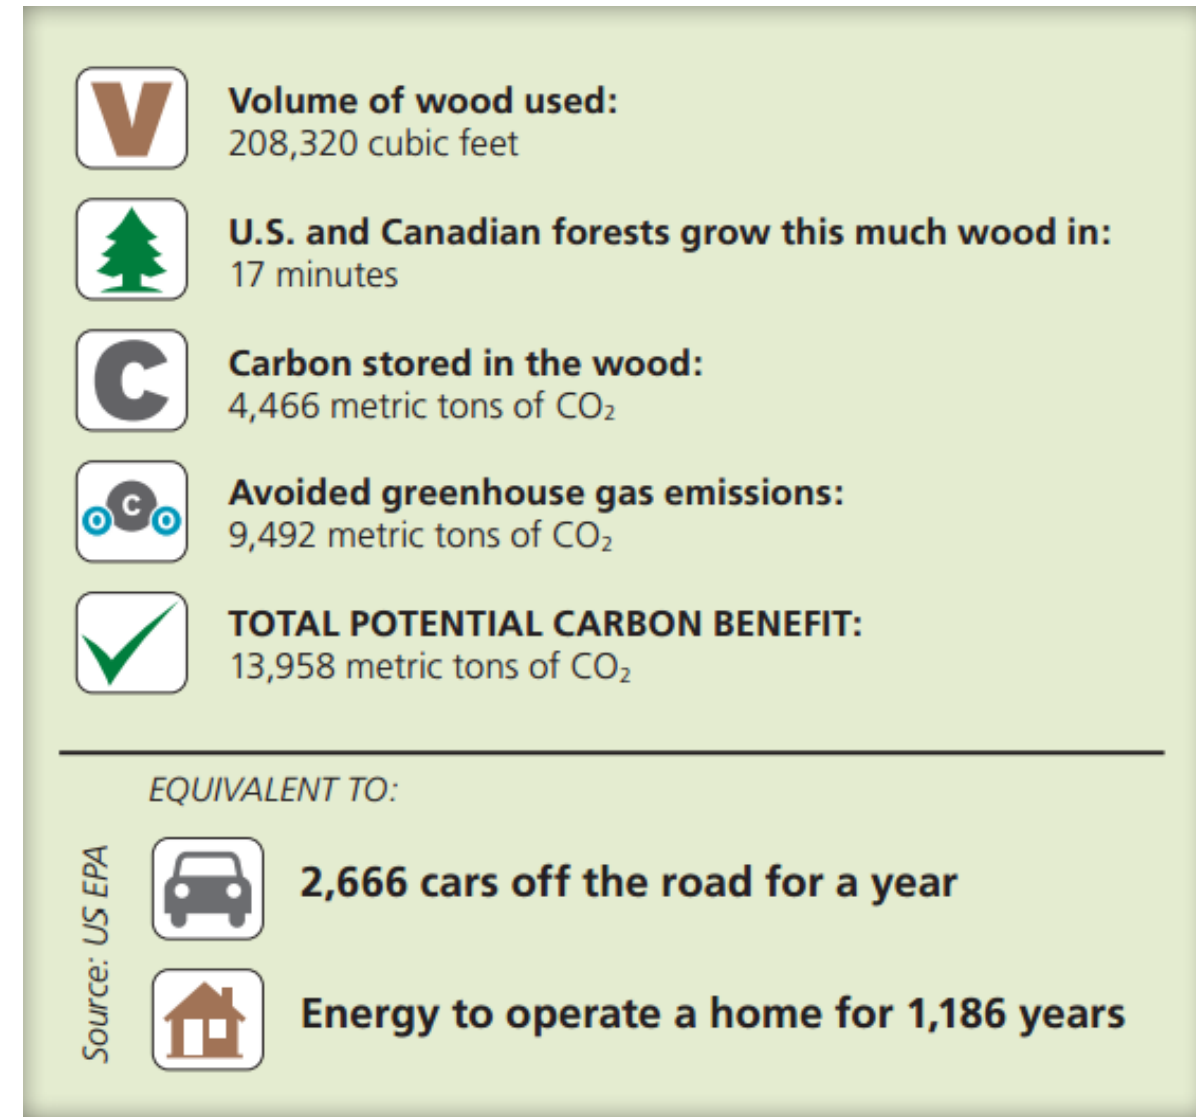 V
Volume of wood used:
208,320 cubic feet
U.S. and Canadian forests grow this much wood in:
17 minutes
C
Carbon stored in the wood:
4,466 metric tons of CO₂
O C O
Avoided greenhouse gas emissions:
9,492 metric tons of CO₂
TOTAL POTENTIAL CARBON BENEFIT:
13,958 metric tons of CO₂
EQUIVALENT TO:
Source: US EPA
2,666 cars off the road for a year
Energy to operate a home for 1,186 years